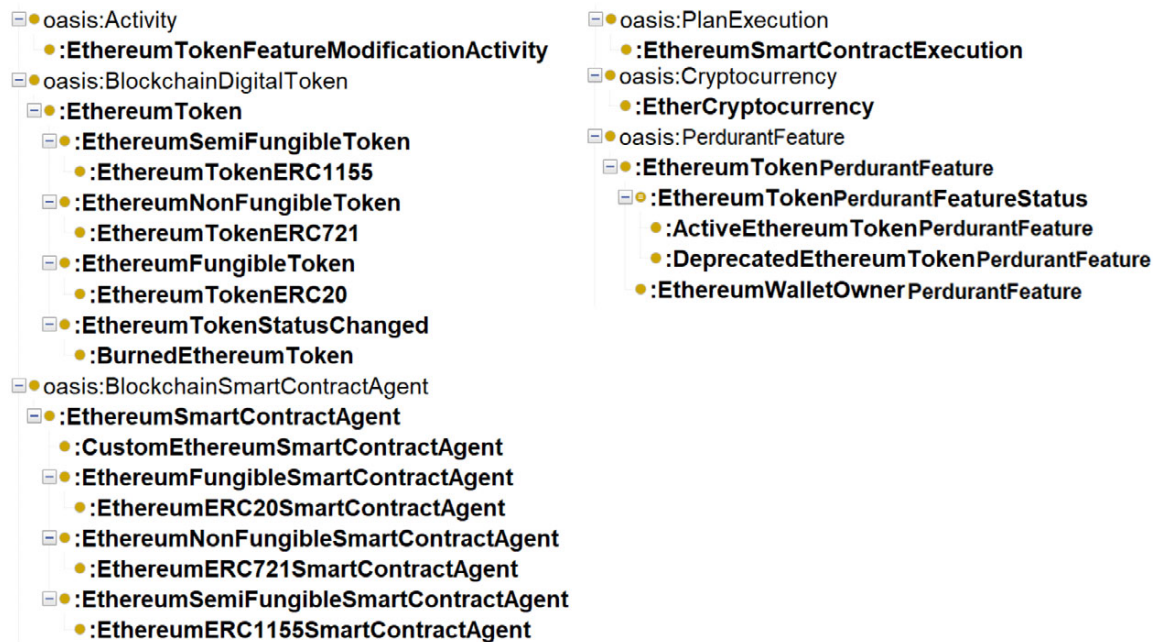 oasis:Activity
:EthereumTokenFeatureModificationActivity
oasis:BlockchainDigitalToken
:EthereumToken
:EthereumSemiFungibleToken
:EthereumTokenERC1155
:EthereumNonFungibleToken
:EthereumTokenERC721
:EthereumFungibleToken
:EthereumTokenERC20
:EthereumTokenStatusChanged
:BurnedEthereumToken
oasis:BlockchainSmartContractAgent
:EthereumSmartContractAgent
:CustomEthereumSmartContractAgent
:EthereumFungibleSmartContractAgent
:EthereumERC20SmartContractAgent
:EthereumNonFungibleSmartContractAgent
:EthereumERC721SmartContractAgent
:EthereumSemiFungibleSmartContractAgent
:EthereumERC1155SmartContractAgent
oasis:PlanExecution
:EthereumSmartContractExecution
oasis:Cryptocurrency
:EtherCryptocurrency
oasis:PerdurantFeature
:EthereumTokenPerdurantFeature
:EthereumTokenPerdurantFeatureStatus
:ActiveEthereumTokenPerdurantFeature
:DeprecatedEthereumTokenPerdurantFeature
:EthereumWalletOwnerPerdurantFeature